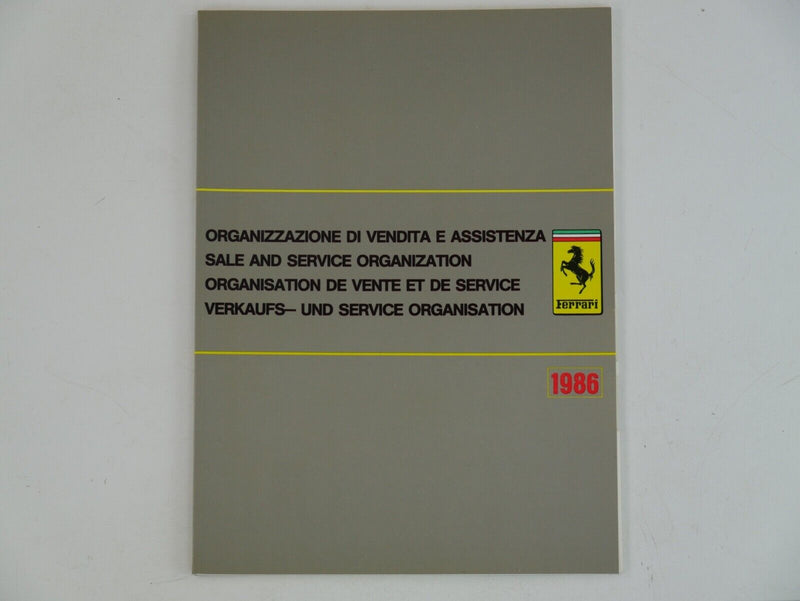 ORGANIZZAZIONE DI VENDITA E ASSISTENZA
SALE AND SERVICE ORGANIZATION
ORGANISATION DE VENTE ET DE SERVICE
VERKAUFS— UND SERVICE ORGANISATION
Ferrari
1986